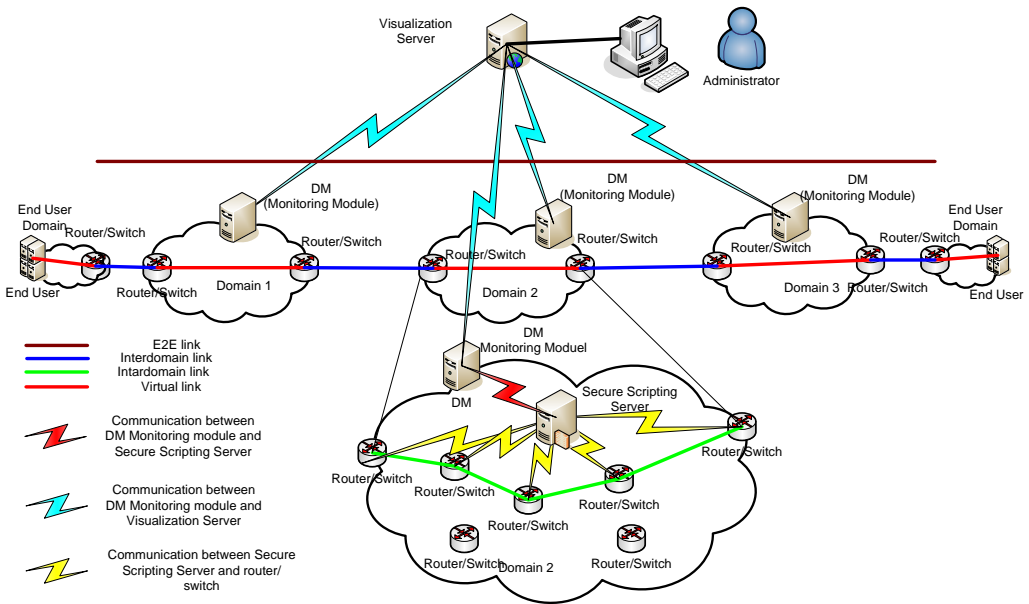 Visualization
Server
Administrator
DM
(Monitoring Module)
DM
(Monitoring Module)
DM
(Monitoring Module)
End User
Domain
Router/Switch
End User
Router/Switch
Router/Switch
Domain 1
Router/Switch
Router/Switch
Domain 2
Router/Switch
Domain 3
Router/Switch
Router/Switch
End User
Domain
End User
DM
Monitoring Moduel
DM
Secure Scripting
Server
Router/Switch
Router/Switch
Router/Switch
Router/Switch
Router/Switch
Router/Switch
Router/Switch
Domain 2
E2E link
Interdomain link
Intardomain link
Virtual link
Communication between
DM Monitoring module and
Secure Scripting Server
Communication between
DM Monitoring module and
Visualization Server
Communication between Secure
Scripting Server and router/
switch